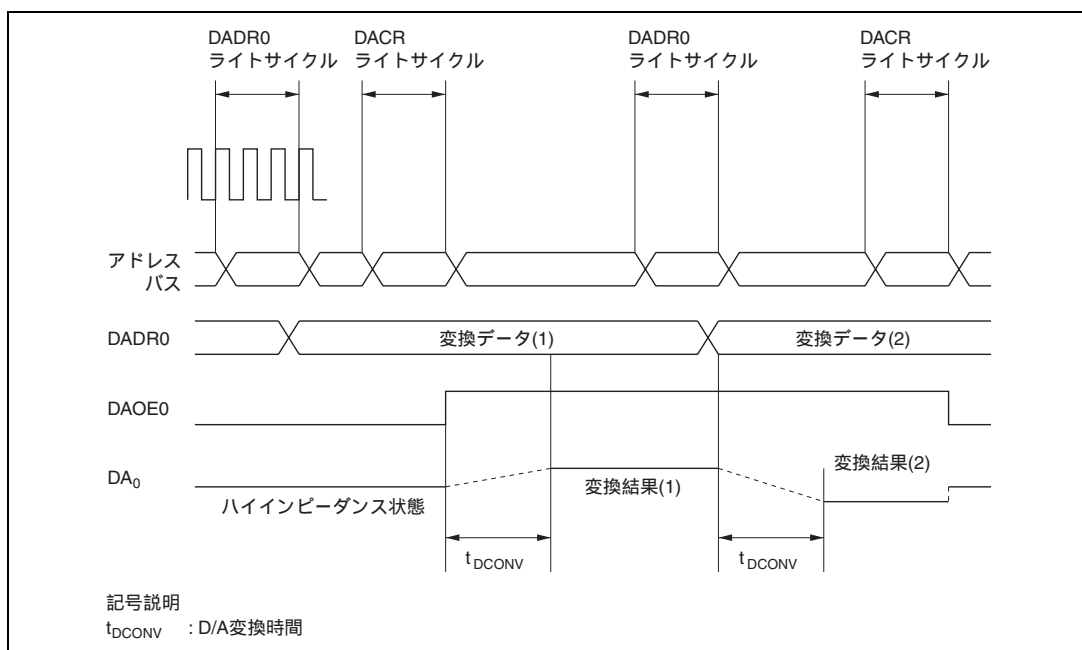 DADR0
ライトサイクル
DACR
ライトサイクル
DADR0
ライトサイクル
DACR
ライトサイクル
アドレス
バス
DADR0
変換データ(1)
変換データ(2)
DAOE0
DA0
ハイインピーダンス状態
変換結果(1)
変換結果(2)
tDCONV
tDCONV
記号説明
tDCONV : D/A変換時間